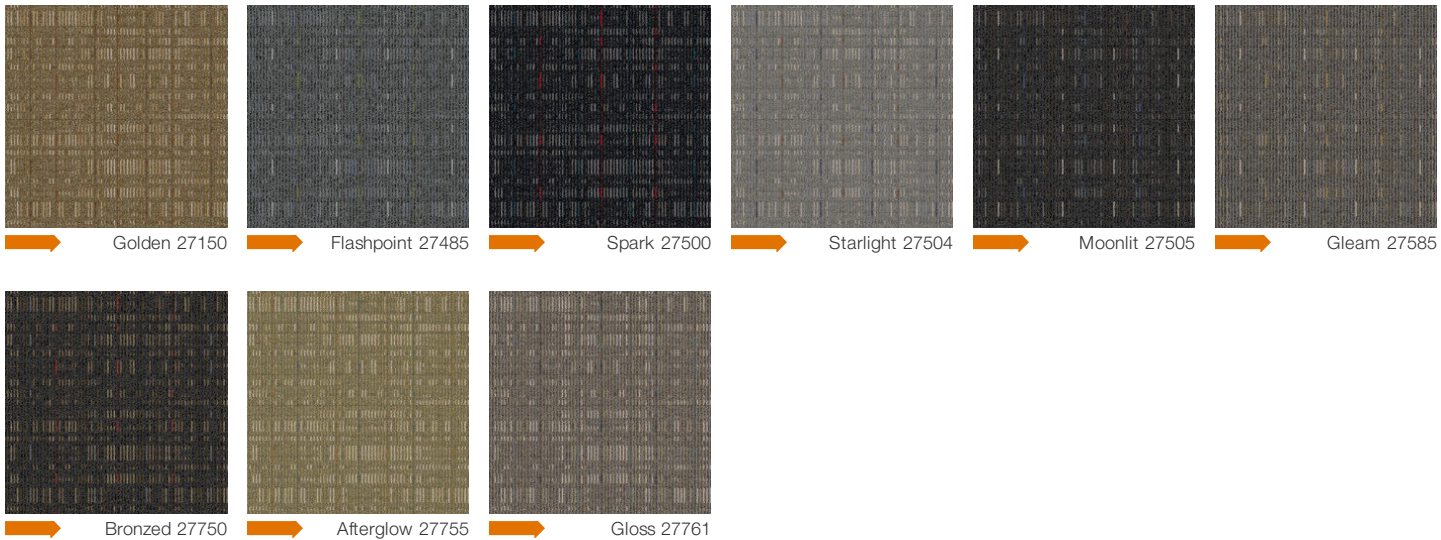 Golden 27150
Flashpoint 27485
Spark 27500
Starlight 27504
Moonlit 27505
Gleam 27585
Bronzed 27750
Afterglow 27755
Gloss 27761